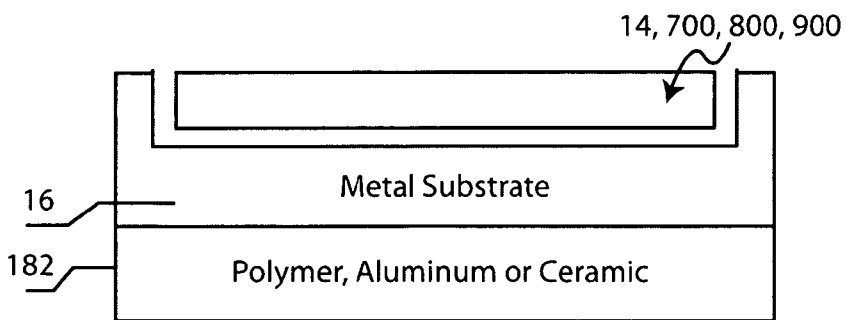 14, 700, 800, 900
Metal Substrate
16
182
Polymer, Aluminum or Ceramic